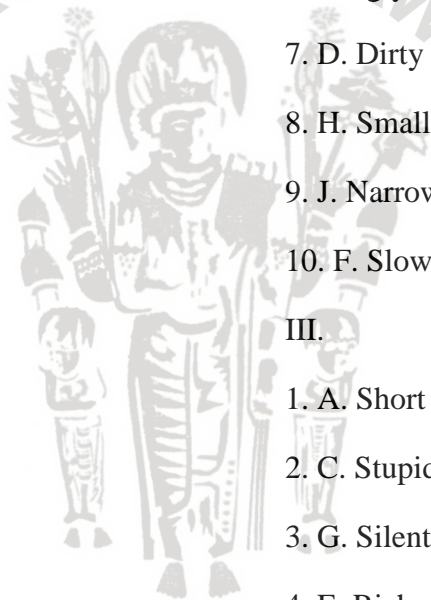 7. D. Dirty
8. H. Small
9. J. Narrow
10. F. Slow
III.
1. A. Short
2. C. Stupid
3. G. Silent